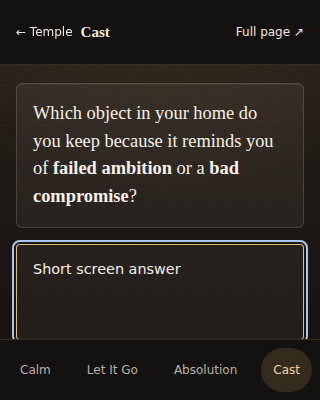 ← Temple Cast Full page ↗
Which object in your home do
you keep because it reminds you
of failed ambition or a bad
compromise?
Short screen answer
Calm Let It Go Absolution Cast